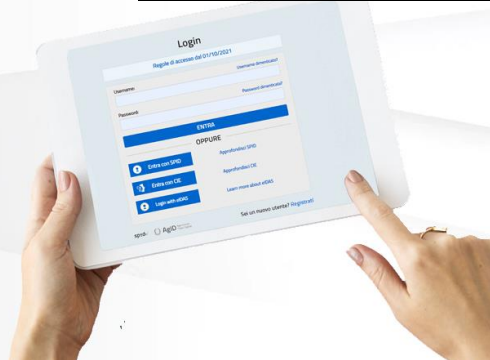 Login
Regole di accesso dal 01/10/2021
Username dimenticato?
Username:
Password dimenticata?
Password:
ENTRA
OPPURE
Entra con SPID
Approfondisci SPID
Entra con CIE
Approfondisci CIE
Login with eIDAS
Learn more about eIDAS
AgID
Sei un nuovo utente? Registrati